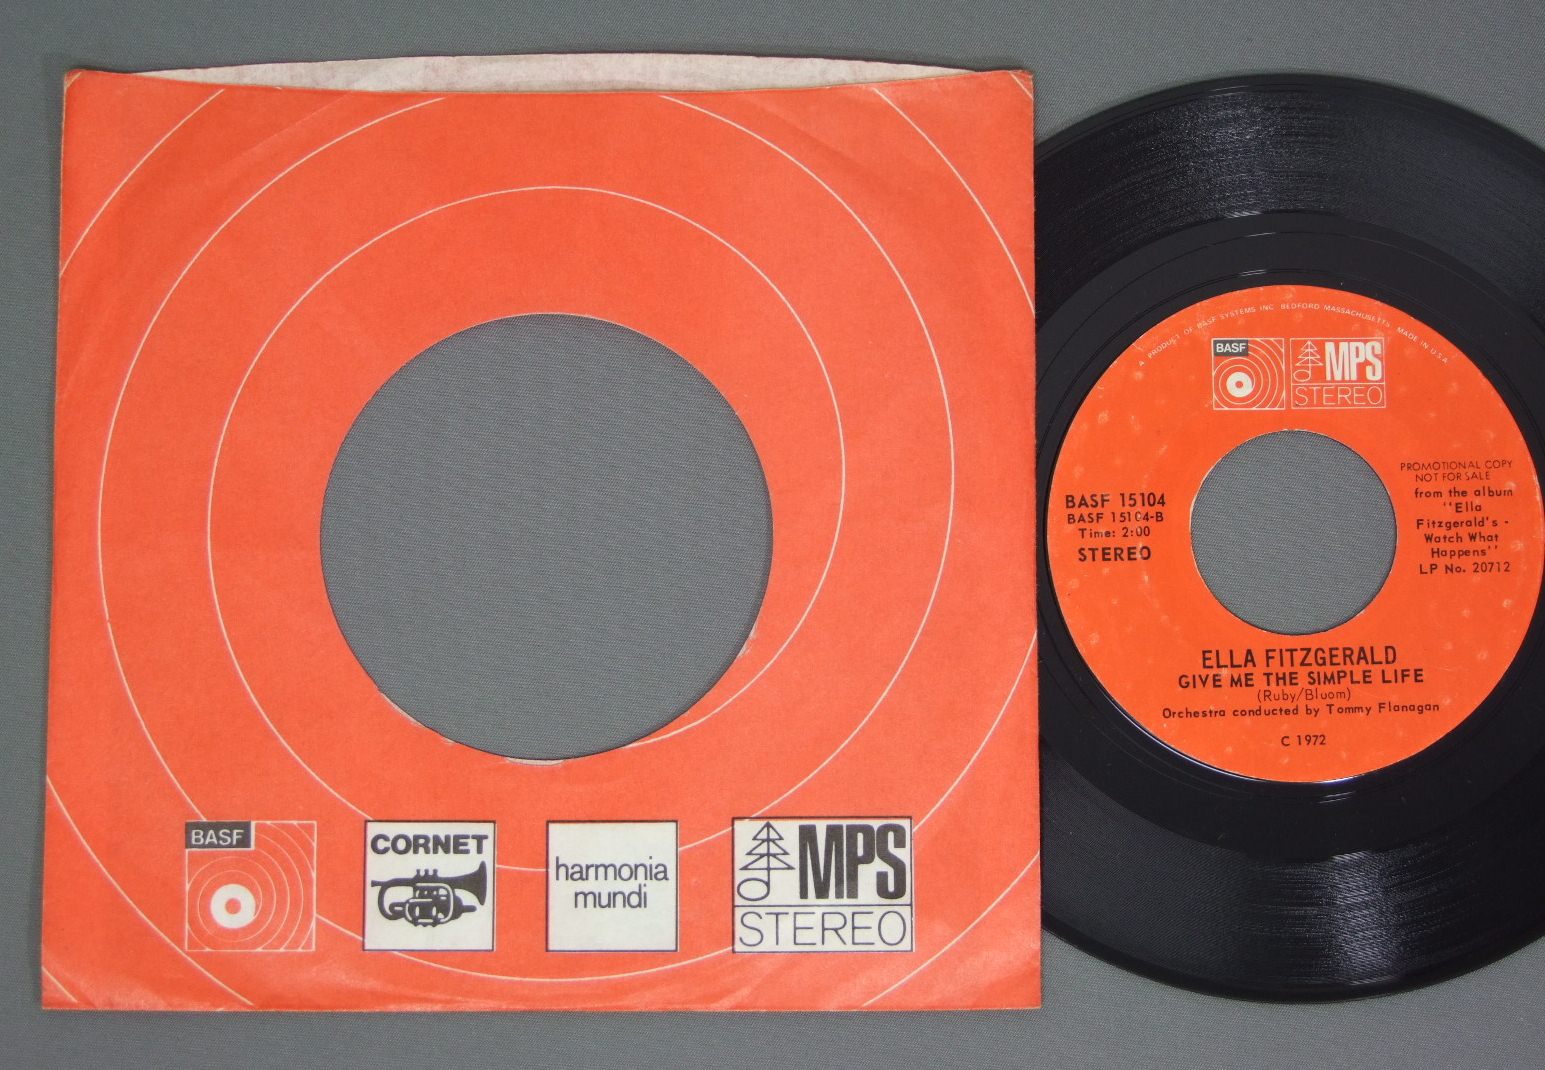 BASF
CORNET
harmonia
mundi
MPS
STEREO
A PRODUCT OF BASF SYSTEMS INC BEDFORD MASSACHUSETTS MADE IN U.S.A.
BASF
MPS
STEREO
PROMOTIONAL COPY
NOT FOR SALE
from the album
"Ella
Fitzgerald's -
Watch What
Happens"
LP No. 20712
BASF 15104
BASF 15104-B
Time: 2:00
STEREO
ELLA FITZGERALD
GIVE ME THE SIMPLE LIFE
(Ruby/Bluom)
Orchestra conducted by Tommy Flanagan
C 1972